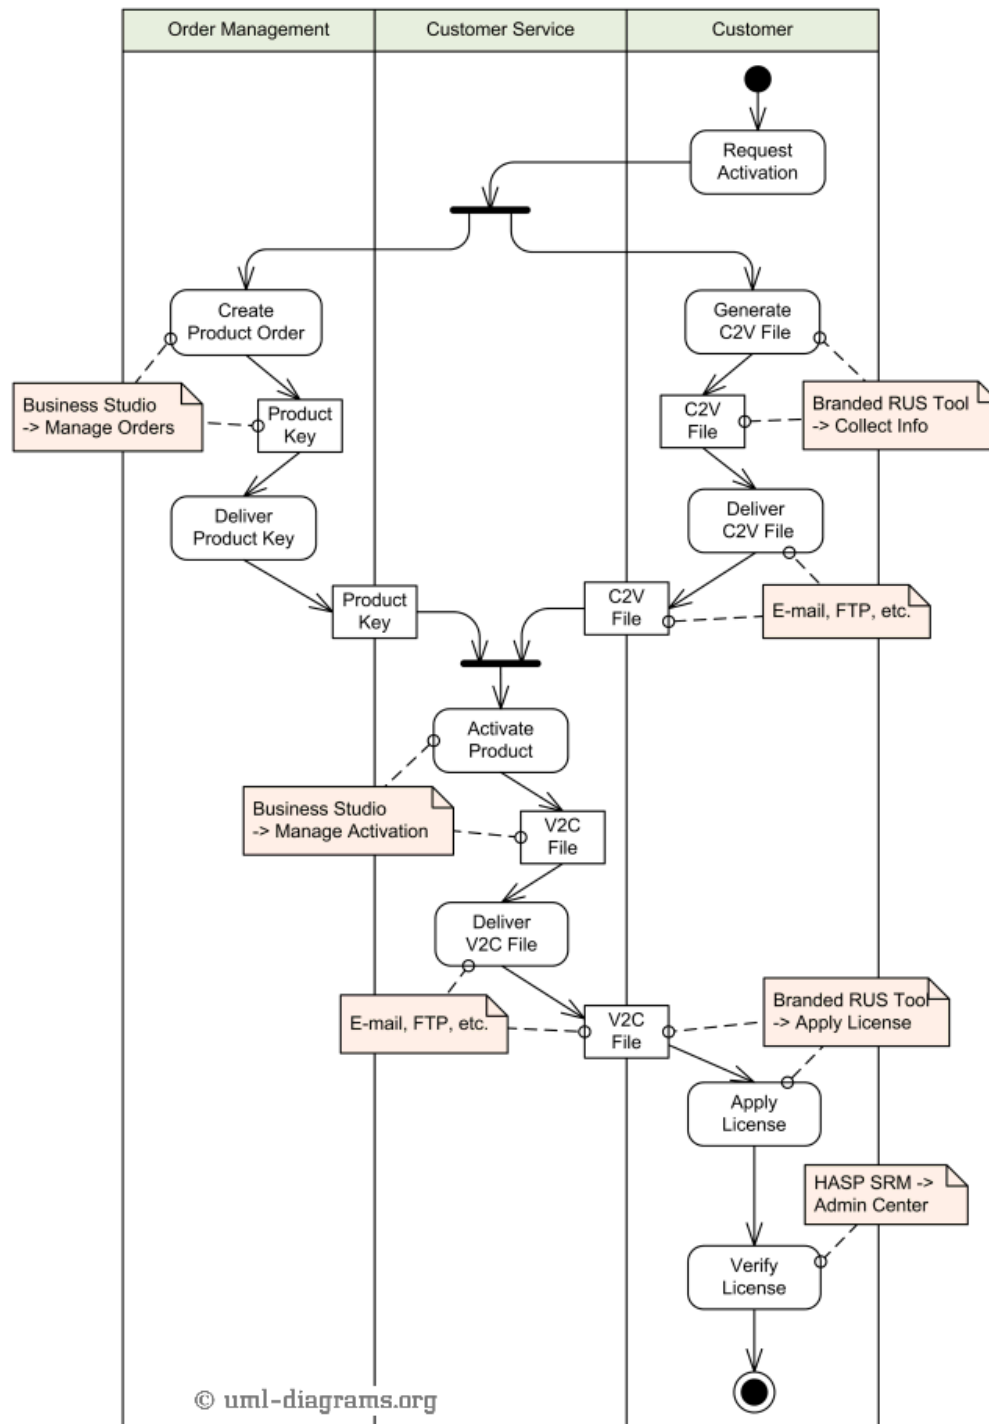 Order Management
Customer Service
Customer
Request
Activation
Create
Product Order
Generate
C2V File
Business Studio
-> Manage Orders
Product
Key
C2V
File
Branded RUS Tool
-> Collect Info
Deliver
Product Key
Deliver
C2V File
Product
Key
C2V
File
E-mail, FTP, etc.
Activate
Product
Business Studio
-> Manage Activation
V2C
File
Deliver
V2C File
E-mail, FTP, etc.
V2C
File
Branded RUS Tool
-> Apply License
Apply
License
HASP SRM ->
Admin Center
Verify
License
© uml-diagrams.org